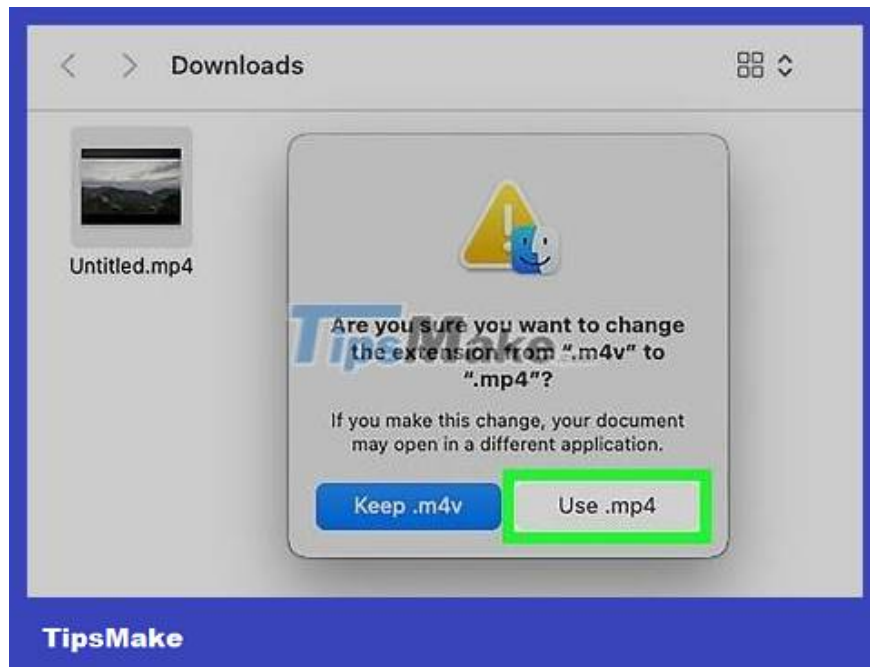 Downloads
Untitled.mp4
TipsMake
Are you sure you want to change
the extension from “.m4v” to
“.mp4”?
If you make this change, your document
may open in a different application.
Keep .m4v
Use .mp4
TipsMake